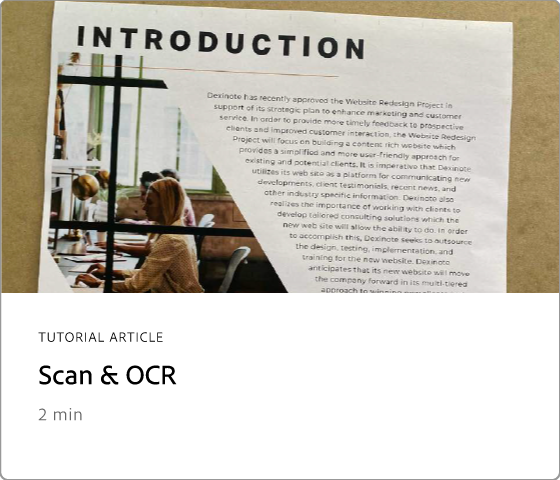 INTRODUCTION
Dexinote has recently approved the Website Redesign Project in
support of its strategic plan to enhance marketing and customer
service. In order to provide more timely feedback to prospective
clients and improved customer interaction, the Website Redesign
Project will focus on building a content rich website which
provides a simplified and more user-friendly approach for
existing and potential clients. It is imperative that Dexinote
utilizes its web site as a platform for communicating new
developments, client testimonials, recent news, and
other industry specific information. Dexinote also
realizes the importance of working with clients to
develop tailored consulting solutions which the
new web site will allow the ability to do. In order
to accomplish this, Dexinote seeks to outsource
the design, testing, implementation, and
training for the new website. Dexinote
anticipates that its new website will move
the company forward in its multi-tiered
approach to winning
TUTORIAL ARTICLE
Scan & OCR
2 min